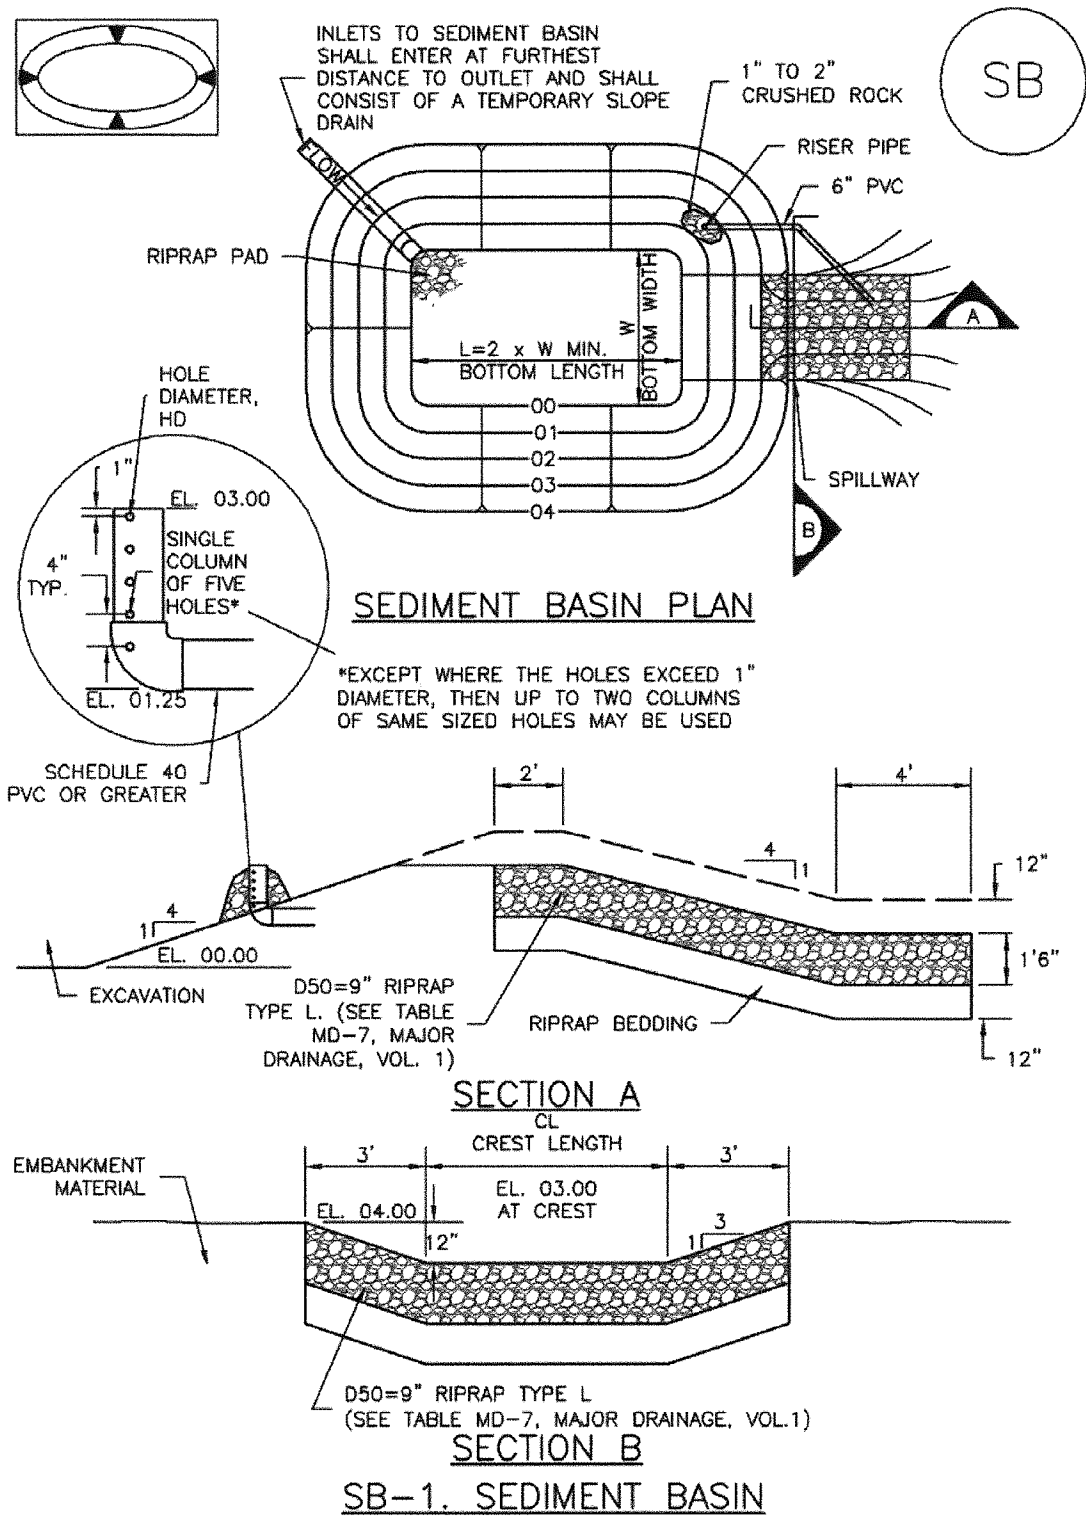 INLETS TO SEDIMENT BASIN
SHALL ENTER AT FURTHEST
DISTANCE TO OUTLET AND SHALL
CONSIST OF A TEMPORARY SLOPE
DRAIN
1" TO 2"
CRUSHED ROCK
SB
RISER PIPE
6" PVC
FLOW
RIPRAP PAD
BOTTOM WIDTH
W
L=2 x W MIN.
BOTTOM LENGTH
A
00
01
02
03
04
SPILLWAY
B
HOLE
DIAMETER,
HD
1"
EL. 03.00
4"
TYP.
SINGLE
COLUMN
OF FIVE
HOLES*
EL. 01.25
SEDIMENT BASIN PLAN
*EXCEPT WHERE THE HOLES EXCEED 1"
DIAMETER, THEN UP TO TWO COLUMNS
OF SAME SIZED HOLES MAY BE USED
SCHEDULE 40
PVC OR GREATER
2'
4'
4
1
12"
4
1
EL. 00.00
1'6"
EXCAVATION
D50=9" RIPRAP
TYPE L. (SEE TABLE
MD-7, MAJOR
DRAINAGE, VOL. 1)
RIPRAP BEDDING
12"
SECTION A
CL
CREST LENGTH
3'
3'
EMBANKMENT
MATERIAL
EL. 04.00
EL. 03.00
AT CREST
12"
3
1
D50=9" RIPRAP TYPE L
(SEE TABLE MD-7, MAJOR DRAINAGE, VOL.1)
SECTION B
SB-1. SEDIMENT BASIN